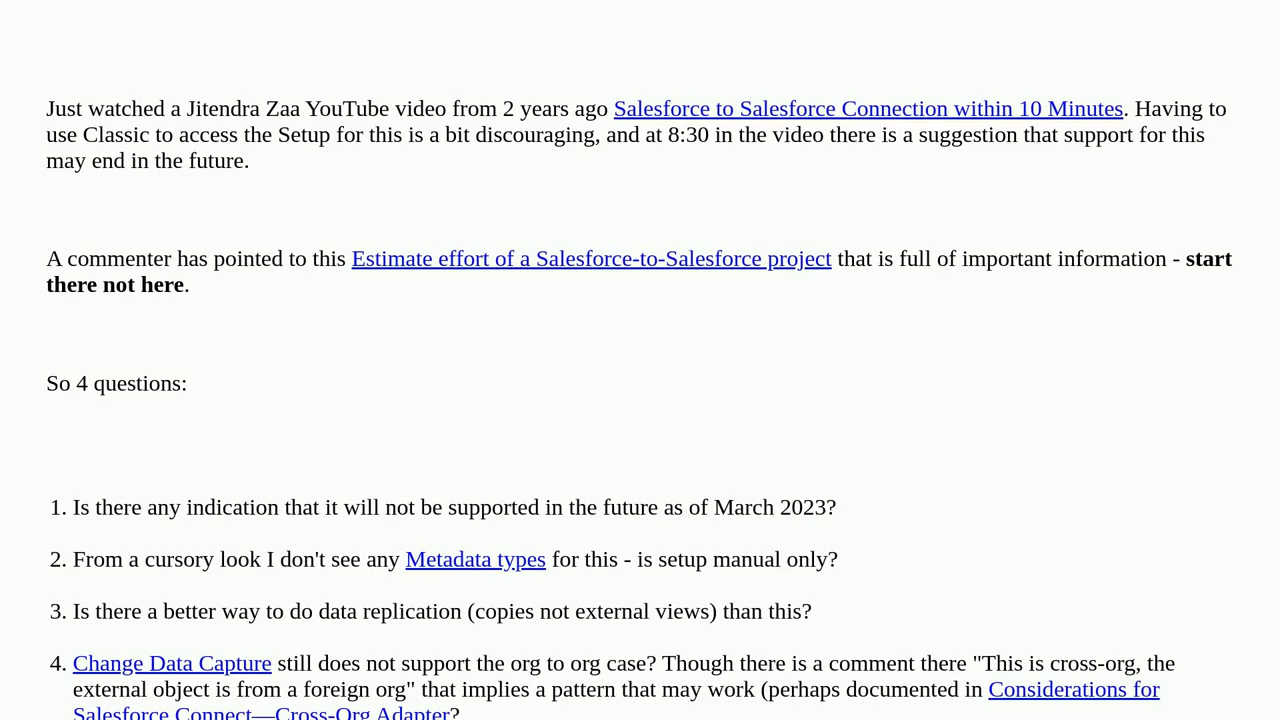 Just watched a Jitendra Zaa YouTube video from 2 years ago Salesforce to Salesforce Connection within 10 Minutes. Having to
use Classic to access the Setup for this is a bit discouraging, and at 8:30 in the video there is a suggestion that support for this
may end in the future.
A commenter has pointed to this Estimate effort of a Salesforce-to-Salesforce project that is full of important information - start
there not here.
So 4 questions:
1. Is there any indication that it will not be supported in the future as of March 2023?
2. From a cursory look I don't see any Metadata types for this - is setup manual only?
3. Is there a better way to do data replication (copies not external views) than this?
4. Change Data Capture still does not support the org to org case? Though there is a comment there "This is cross-org, the
external object is from a foreign org" that implies a pattern that may work (perhaps documented in Considerations for
Salesforce Connect—Cross-Org Adapter?